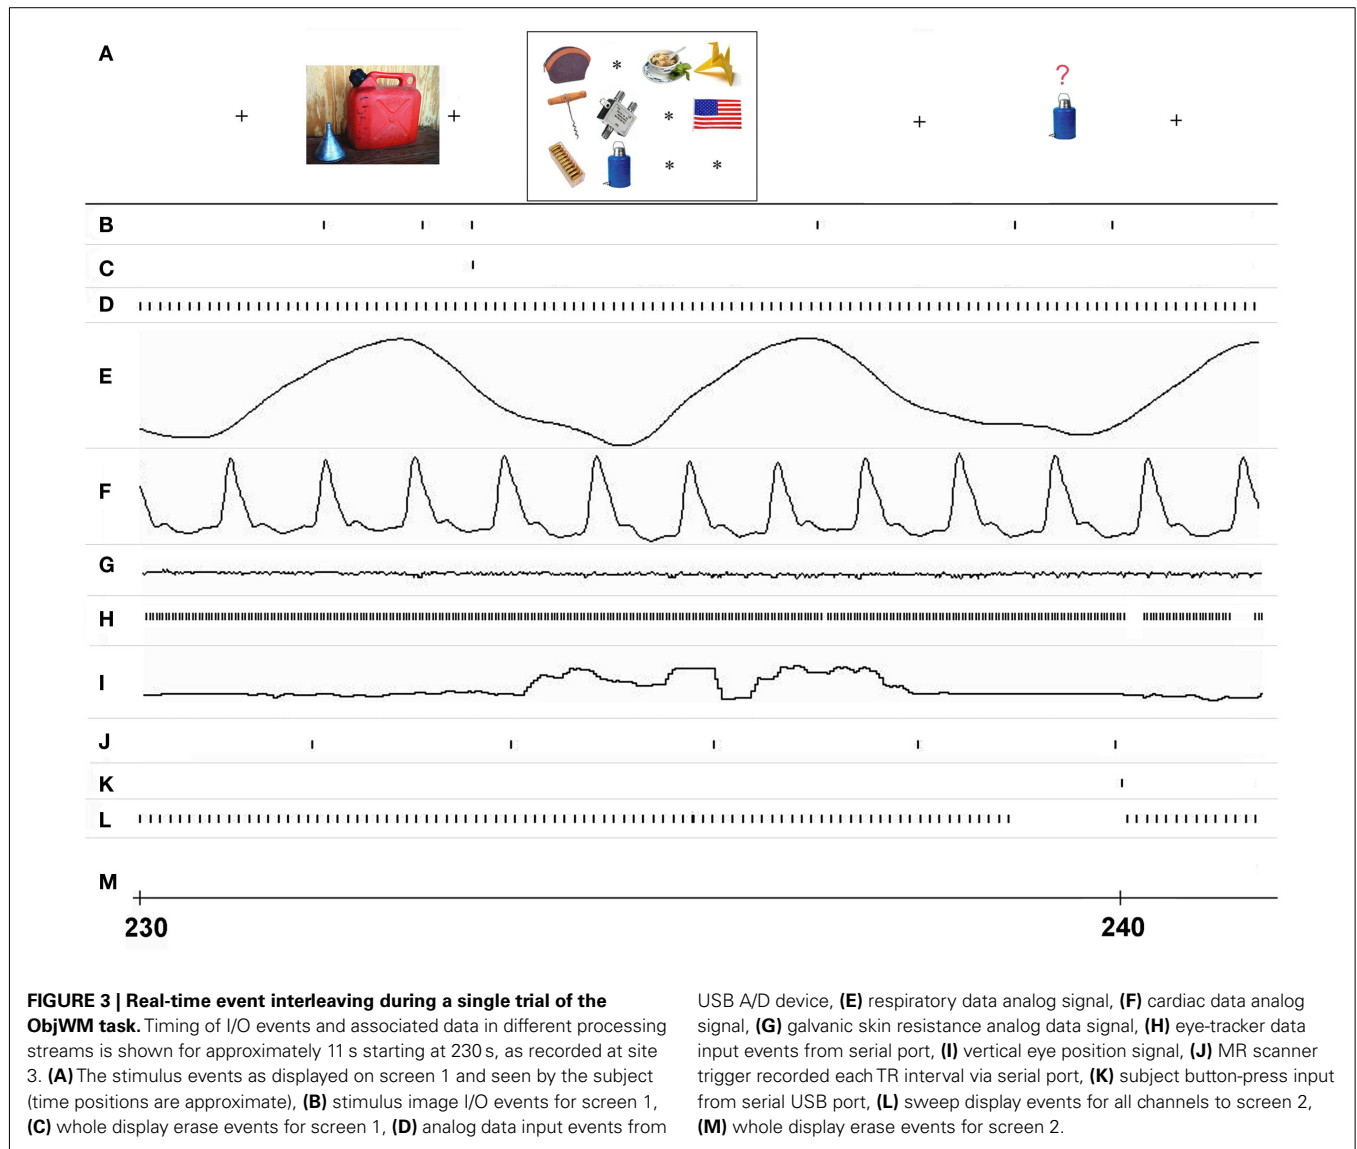 A
+
+
*
*
*
*
+
?
+
B
C
D
E
F
G
H
I
J
K
L
M
230
240
FIGURE 3 | Real-time event interleaving during a single trial of the
ObjWM task. Timing of I/O events and associated data in different processing
streams is shown for approximately 11 s starting at 230 s, as recorded at site
3. (A) The stimulus events as displayed on screen 1 and seen by the subject
(time positions are approximate), (B) stimulus image I/O events for screen 1,
(C) whole display erase events for screen 1, (D) analog data input events from
USB A/D device, (E) respiratory data analog signal, (F) cardiac data analog
signal, (G) galvanic skin resistance analog data signal, (H) eye-tracker data
input events from serial port, (I) vertical eye position signal, (J) MR scanner
trigger recorded each TR interval via serial port, (K) subject button-press input
from serial USB port, (L) sweep display events for all channels to screen 2,
(M) whole display erase events for screen 2.